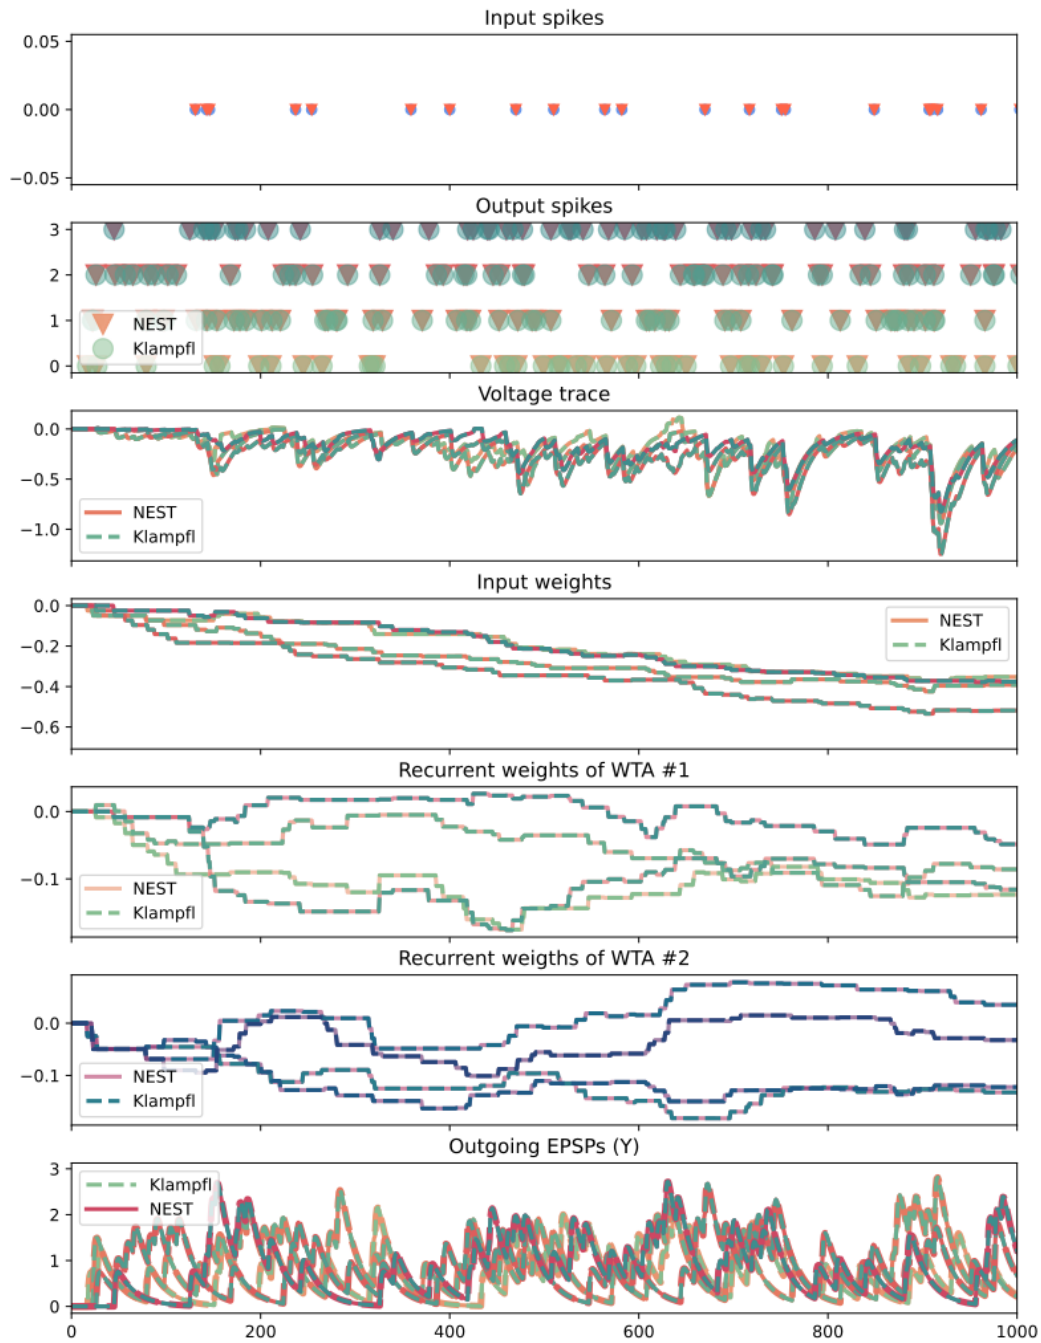 Input spikes
0.05
0.00
−0.05
Output spikes
3
2
1
0
NEST
Klampfl
Voltage trace
0.0
−0.5
−1.0
NEST
Klampfl
Input weights
0.0
−0.2
−0.4
−0.6
NEST
Klampfl
Recurrent weights of WTA #1
0.0
−0.1
NEST
Klampfl
Recurrent weigths of WTA #2
0.0
−0.1
NEST
Klampfl
Outgoing EPSPs (Y)
3
2
1
0
Klampfl
NEST
0 200 400 600 800 1000